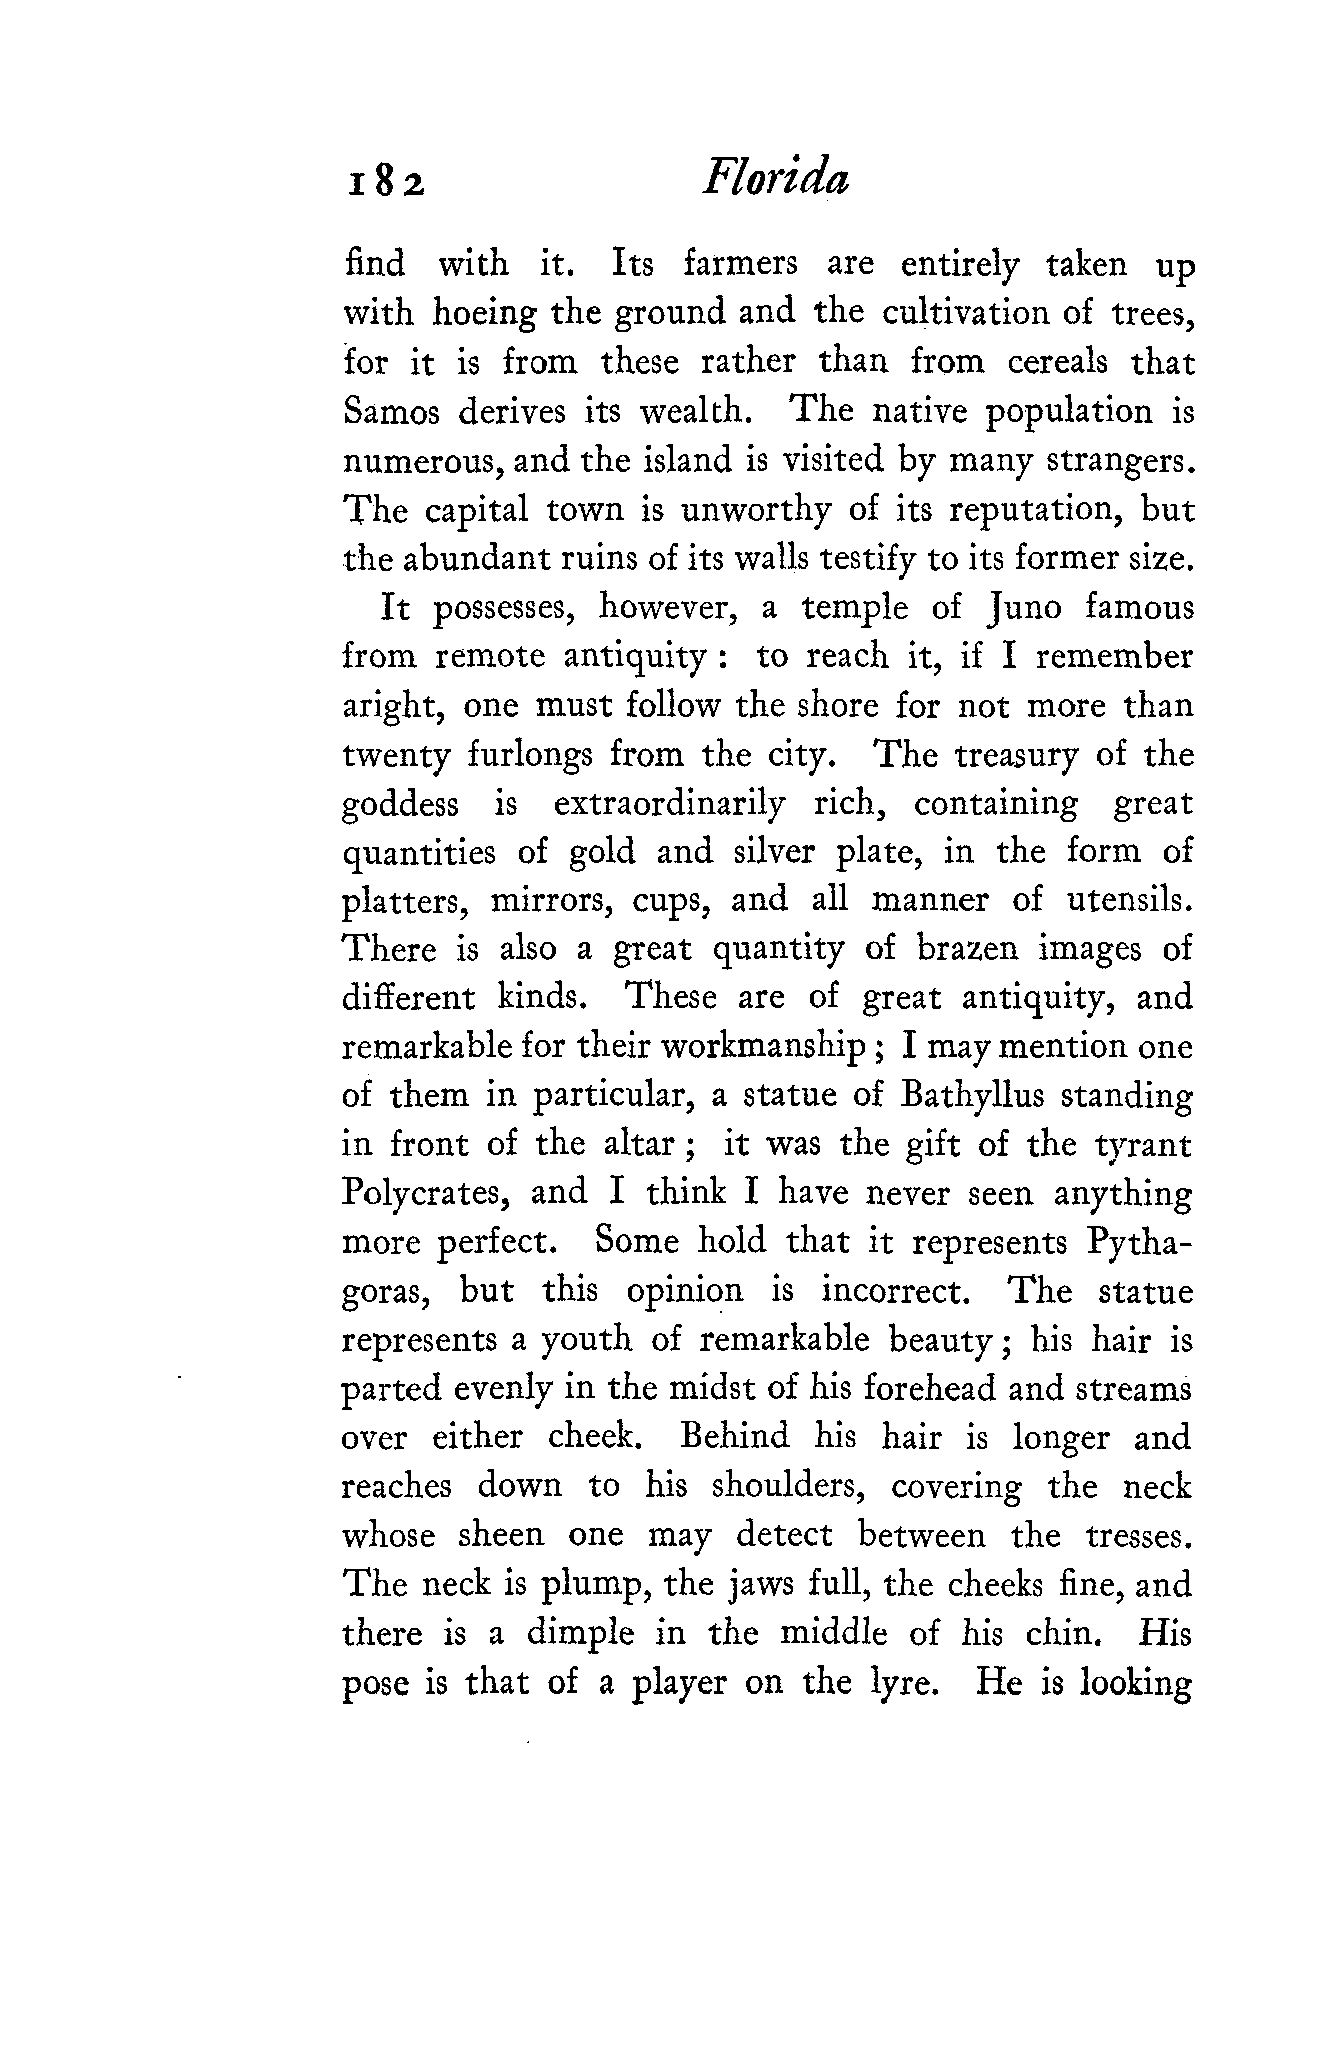 182 Florida
find with it. Its farmers are entirely taken up
with hoeing the ground and the cultivation of trees,
for it is from these rather than from cereals that
Samos derives its wealth. The native population is
numerous, and the island is visited by many strangers.
The capital town is unworthy of its reputation, but
the abundant ruins of its walls testify to its former size.
It possesses, however, a temple of Juno famous
from remote antiquity : to reach it, if I remember
aright, one must follow the shore for not more than
twenty furlongs from the city. The treasury of the
goddess is extraordinarily rich, containing great
quantities of gold and silver plate, in the form of
platters, mirrors, cups, and all manner of utensils.
There is also a great quantity of brazen images of
different kinds. These are of great antiquity, and
remarkable for their workmanship ; I may mention one
of them in particular, a statue of Bathyllus standing
in front of the altar ; it was the gift of the tyrant
Polycrates, and I think I have never seen anything
more perfect. Some hold that it represents Pytha-
goras, but this opinion is incorrect. The statue
represents a youth of remarkable beauty ; his hair is
parted evenly in the midst of his forehead and streams
over either cheek. Behind his hair is longer and
reaches down to his shoulders, covering the neck
whose sheen one may detect between the tresses.
The neck is plump, the jaws full, the cheeks fine, and
there is a dimple in the middle of his chin. His
pose is that of a player on the lyre. He is looking